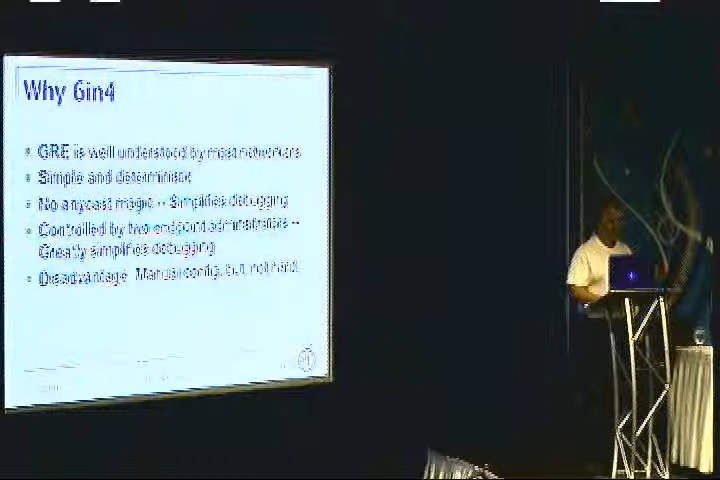 Why 6in4
GRE is well understood by most networkers
Simple and deterministic
No anycast magic -- Simplifies debugging
Controlled by two endpoint adminstrators --
Greatly simplifies debugging
Disadvantage: Manual config, but not hard.